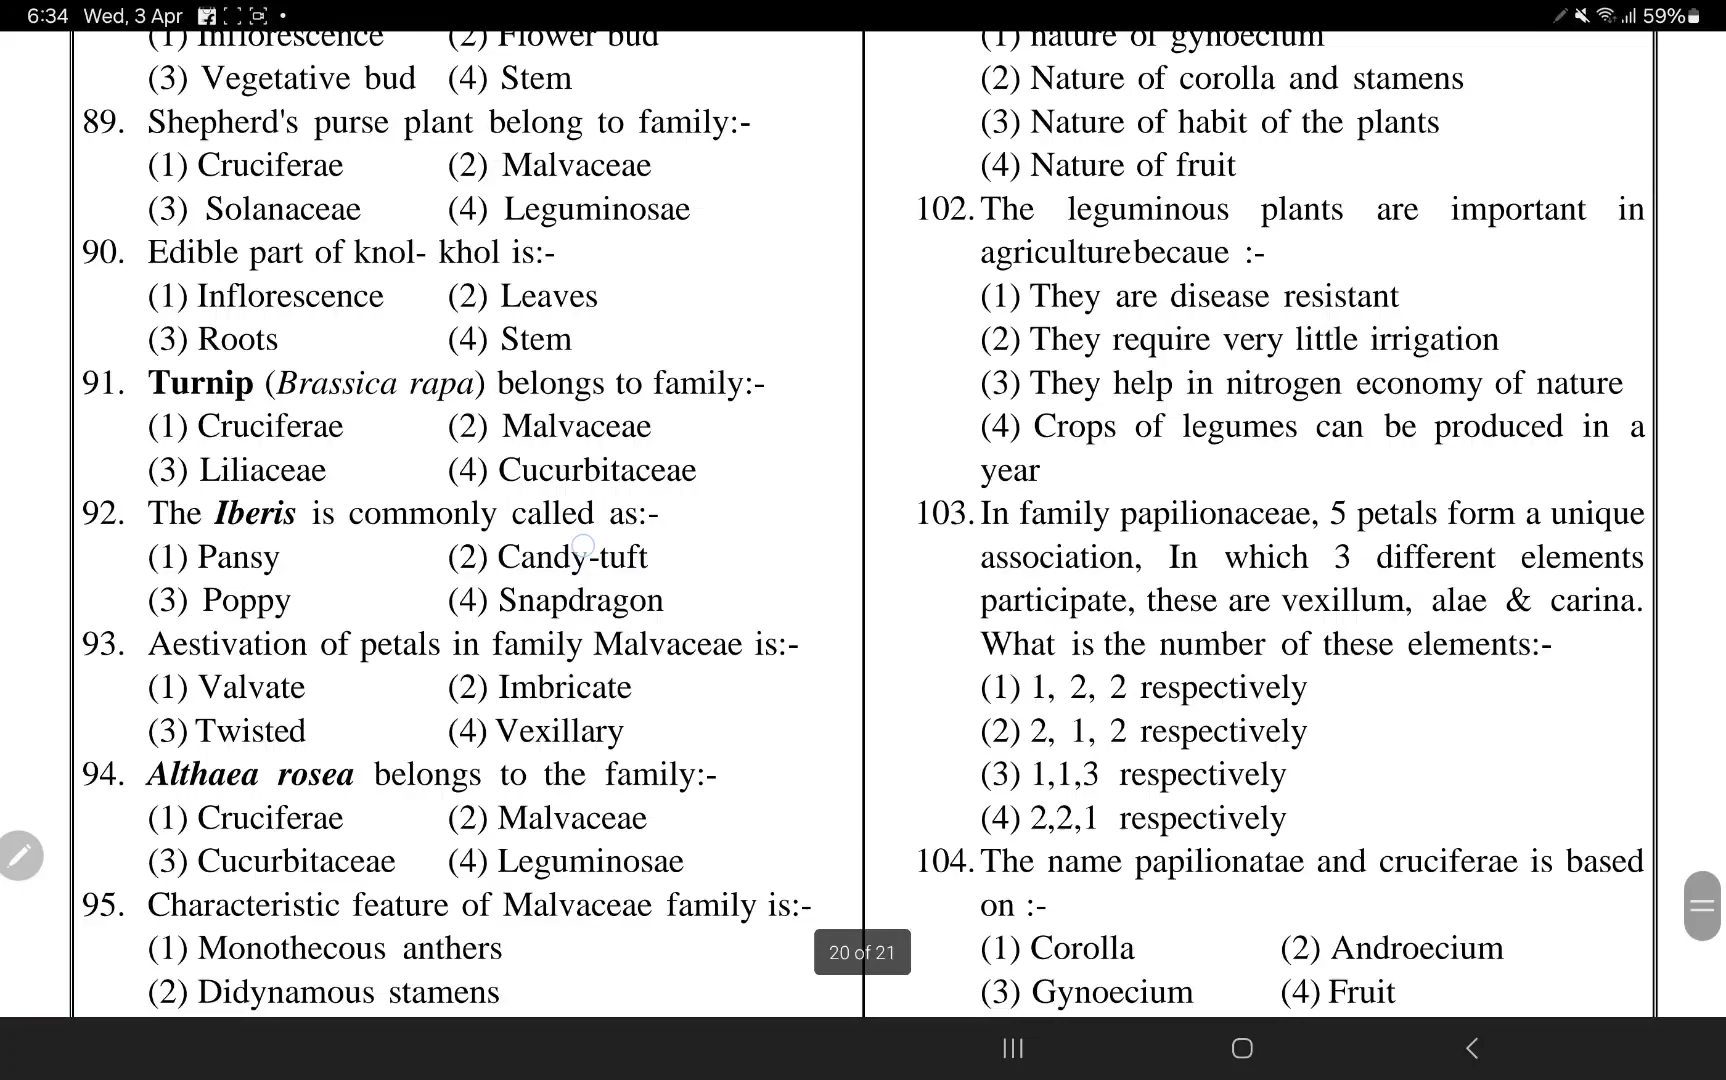 6:34 Wed, 3 Apr
59%
(1) Inflorescence (2) Flower bud
(3) Vegetative bud (4) Stem
89. Shepherd's purse plant belong to family:-
(1) Cruciferae (2) Malvaceae
(3) Solanaceae (4) Leguminosae
90. Edible part of knol- khol is:-
(1) Inflorescence (2) Leaves
(3) Roots (4) Stem
91. Turnip (Brassica rapa) belongs to family:-
(1) Cruciferae (2) Malvaceae
(3) Liliaceae (4) Cucurbitaceae
92. The Iberis is commonly called as:-
(1) Pansy (2) Candy-tuft
(3) Poppy (4) Snapdragon
93. Aestivation of petals in family Malvaceae is:-
(1) Valvate (2) Imbricate
(3) Twisted (4) Vexillary
94. Althaea rosea belongs to the family:-
(1) Cruciferae (2) Malvaceae
(3) Cucurbitaceae (4) Leguminosae
95. Characteristic feature of Malvaceae family is:-
(1) Monothecous anthers
(2) Didynamous stamens
(1) nature of gynoecium
(2) Nature of corolla and stamens
(3) Nature of habit of the plants
(4) Nature of fruit
102. The leguminous plants are important in
agriculturebecaue :-
(1) They are disease resistant
(2) They require very little irrigation
(3) They help in nitrogen economy of nature
(4) Crops of legumes can be produced in a
year
103. In family papilionaceae, 5 petals form a unique
association, In which 3 different elements
participate, these are vexillum, alae & carina.
What is the number of these elements:-
(1) 1, 2, 2 respectively
(2) 2, 1, 2 respectively
(3) 1,1,3 respectively
(4) 2,2,1 respectively
104. The name papilionatae and cruciferae is based
on :-
(1) Corolla (2) Androecium
(3) Gynoecium (4) Fruit
20 of 21